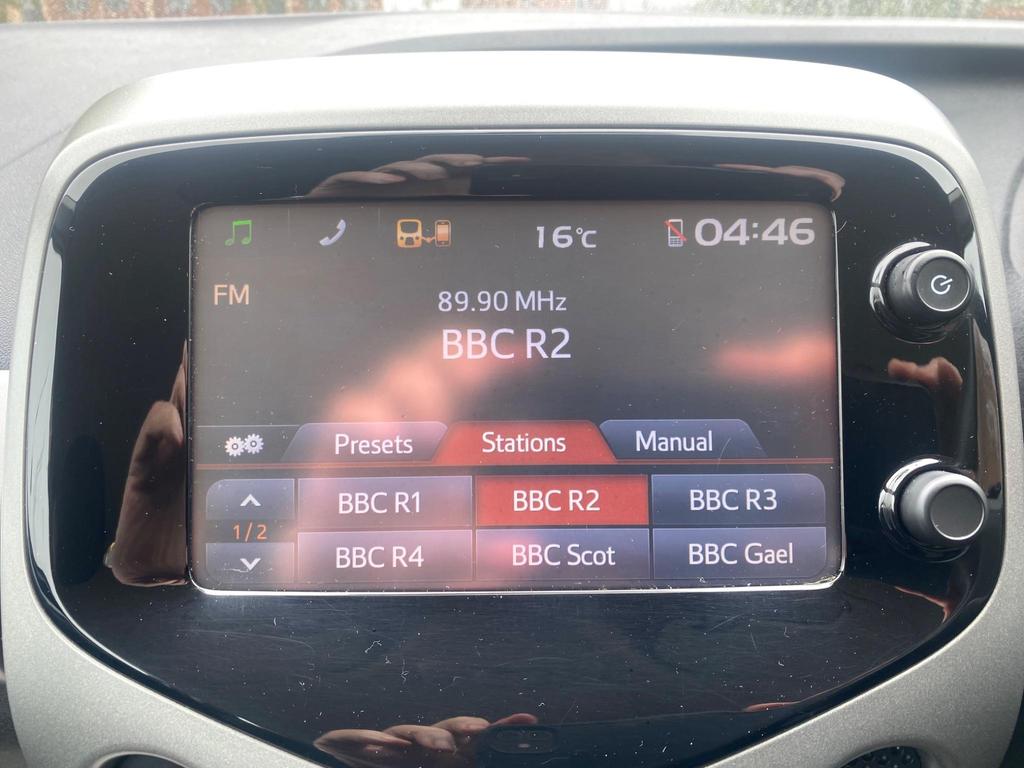 16°C 04:46
FM
89.90 MHz
BBC R2
Presets Stations Manual
BBC R1 BBC R2 BBC R3
1/2
BBC R4 BBC Scot BBC Gael